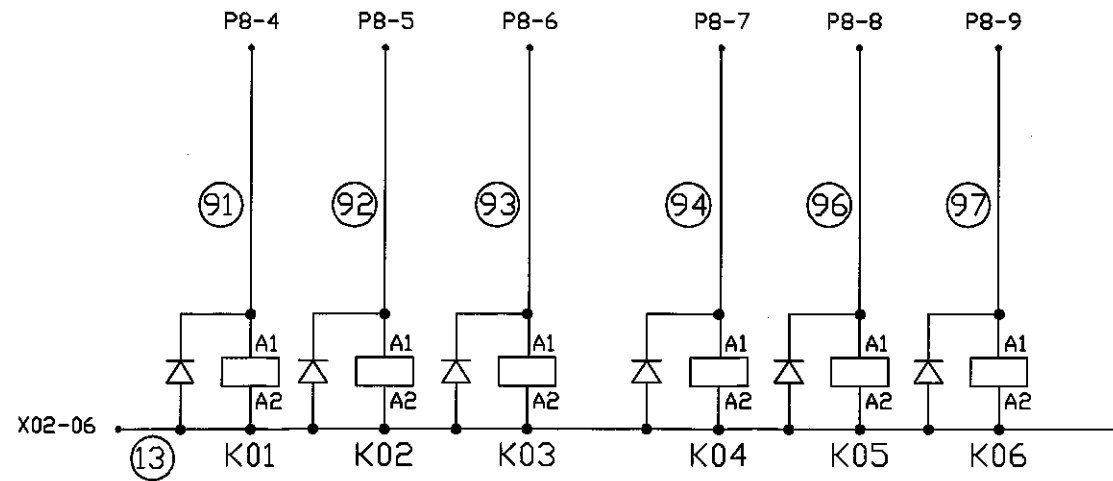 P8-4 P8-5 P8-6 P8-7 P8-8 P8-9
91 92 93 94 96 97
A1 A1 A1 A1 A1 A1
A2 A2 A2 A2 A2 A2
X02-06
13 K01 K02 K03 K04 K05 K06